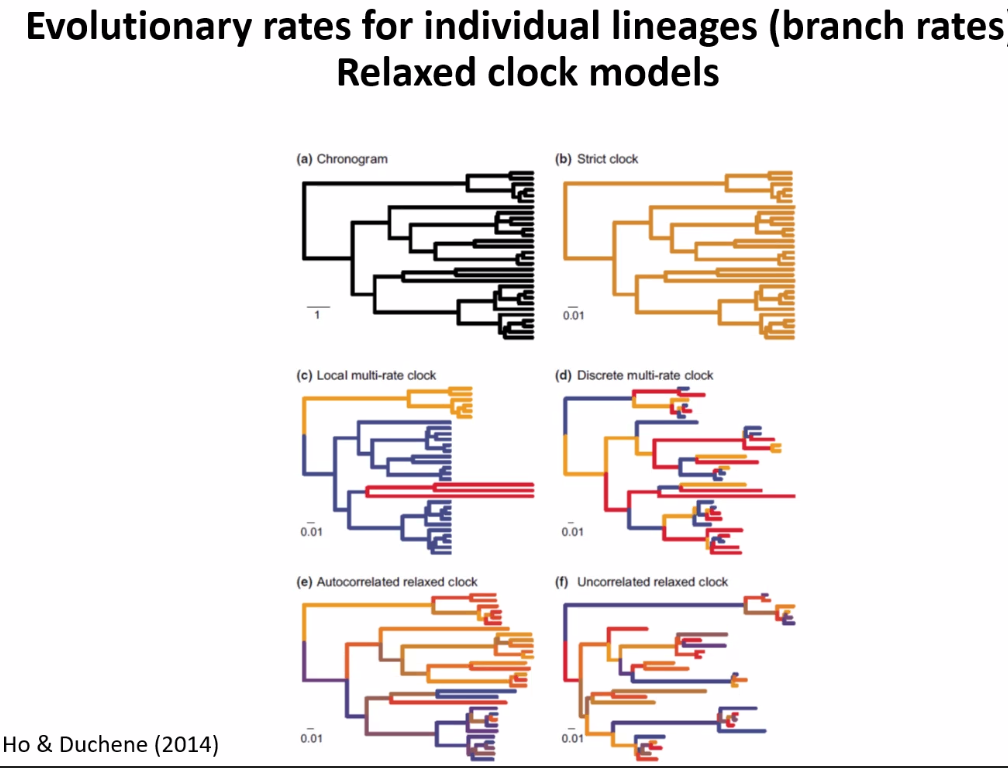 Evolutionary rates for individual lineages (branch rates)
Relaxed clock models
(a) Chronogram
(b) Strict clock
1
0.01
(c) Local multi-rate clock
(d) Discrete multi-rate clock
0.01
0.01
(e) Autocorrelated relaxed clock
(f) Uncorrelated relaxed clock
0.01
0.01
Ho & Duchene (2014)